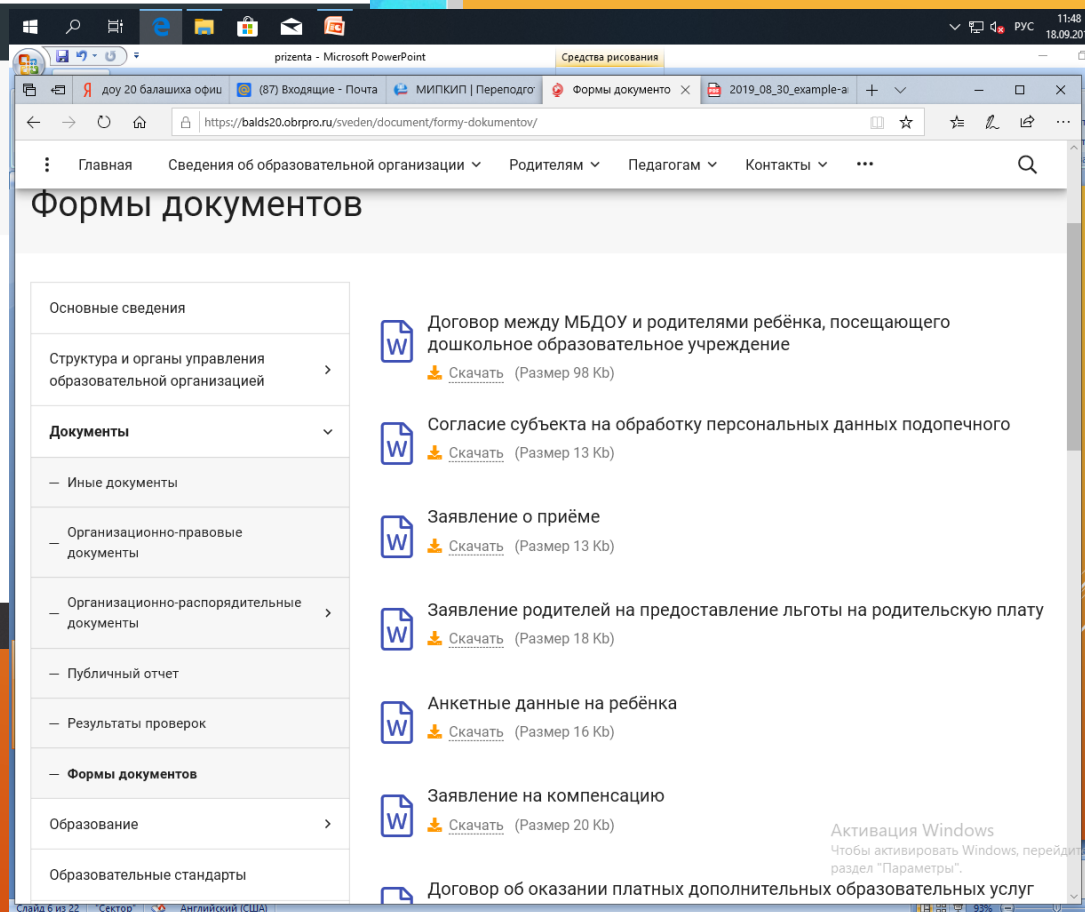 РУС
11:48
18.09.20
prizenta - Microsoft PowerPoint
Средства рисования
доу 20 балашиха офиц
(87) Входящие - Почта
МИПКИП | Переподгот
Формы документо
2019_08_30_example-a
https://balds20.obrpro.ru/sveden/document/formy-dokumentov/
Главная
Сведения об образовательной организации
Родителям
Педагогам
Контакты
Формы документов
Основные сведения
Структура и органы управления
образовательной организацией
Документы
— Иные документы
— Организационно-правовые
документы
— Организационно-распорядительные
документы
— Публичный отчет
— Результаты проверок
— Формы документов
Образование
Образовательные стандарты
Договор между МБДОУ и родителями ребёнка, посещающего
дошкольное образовательное учреждение
Скачать (Размер 98 Kb)
Согласие субъекта на обработку персональных данных подопечного
Скачать (Размер 13 Kb)
Заявление о приёме
Скачать (Размер 13 Kb)
Заявление родителей на предоставление льготы на родительскую плату
Скачать (Размер 18 Kb)
Анкетные данные на ребёнка
Скачать (Размер 16 Kb)
Заявление на компенсацию
Скачать (Размер 20 Kb)
Договор об оказании платных дополнительных образовательных услуг
Активация Windows
Чтобы активировать Windows, перейдит
раздел "Параметры".
Слайд 6 из 22
"Сектор"
Английский (США)
93%